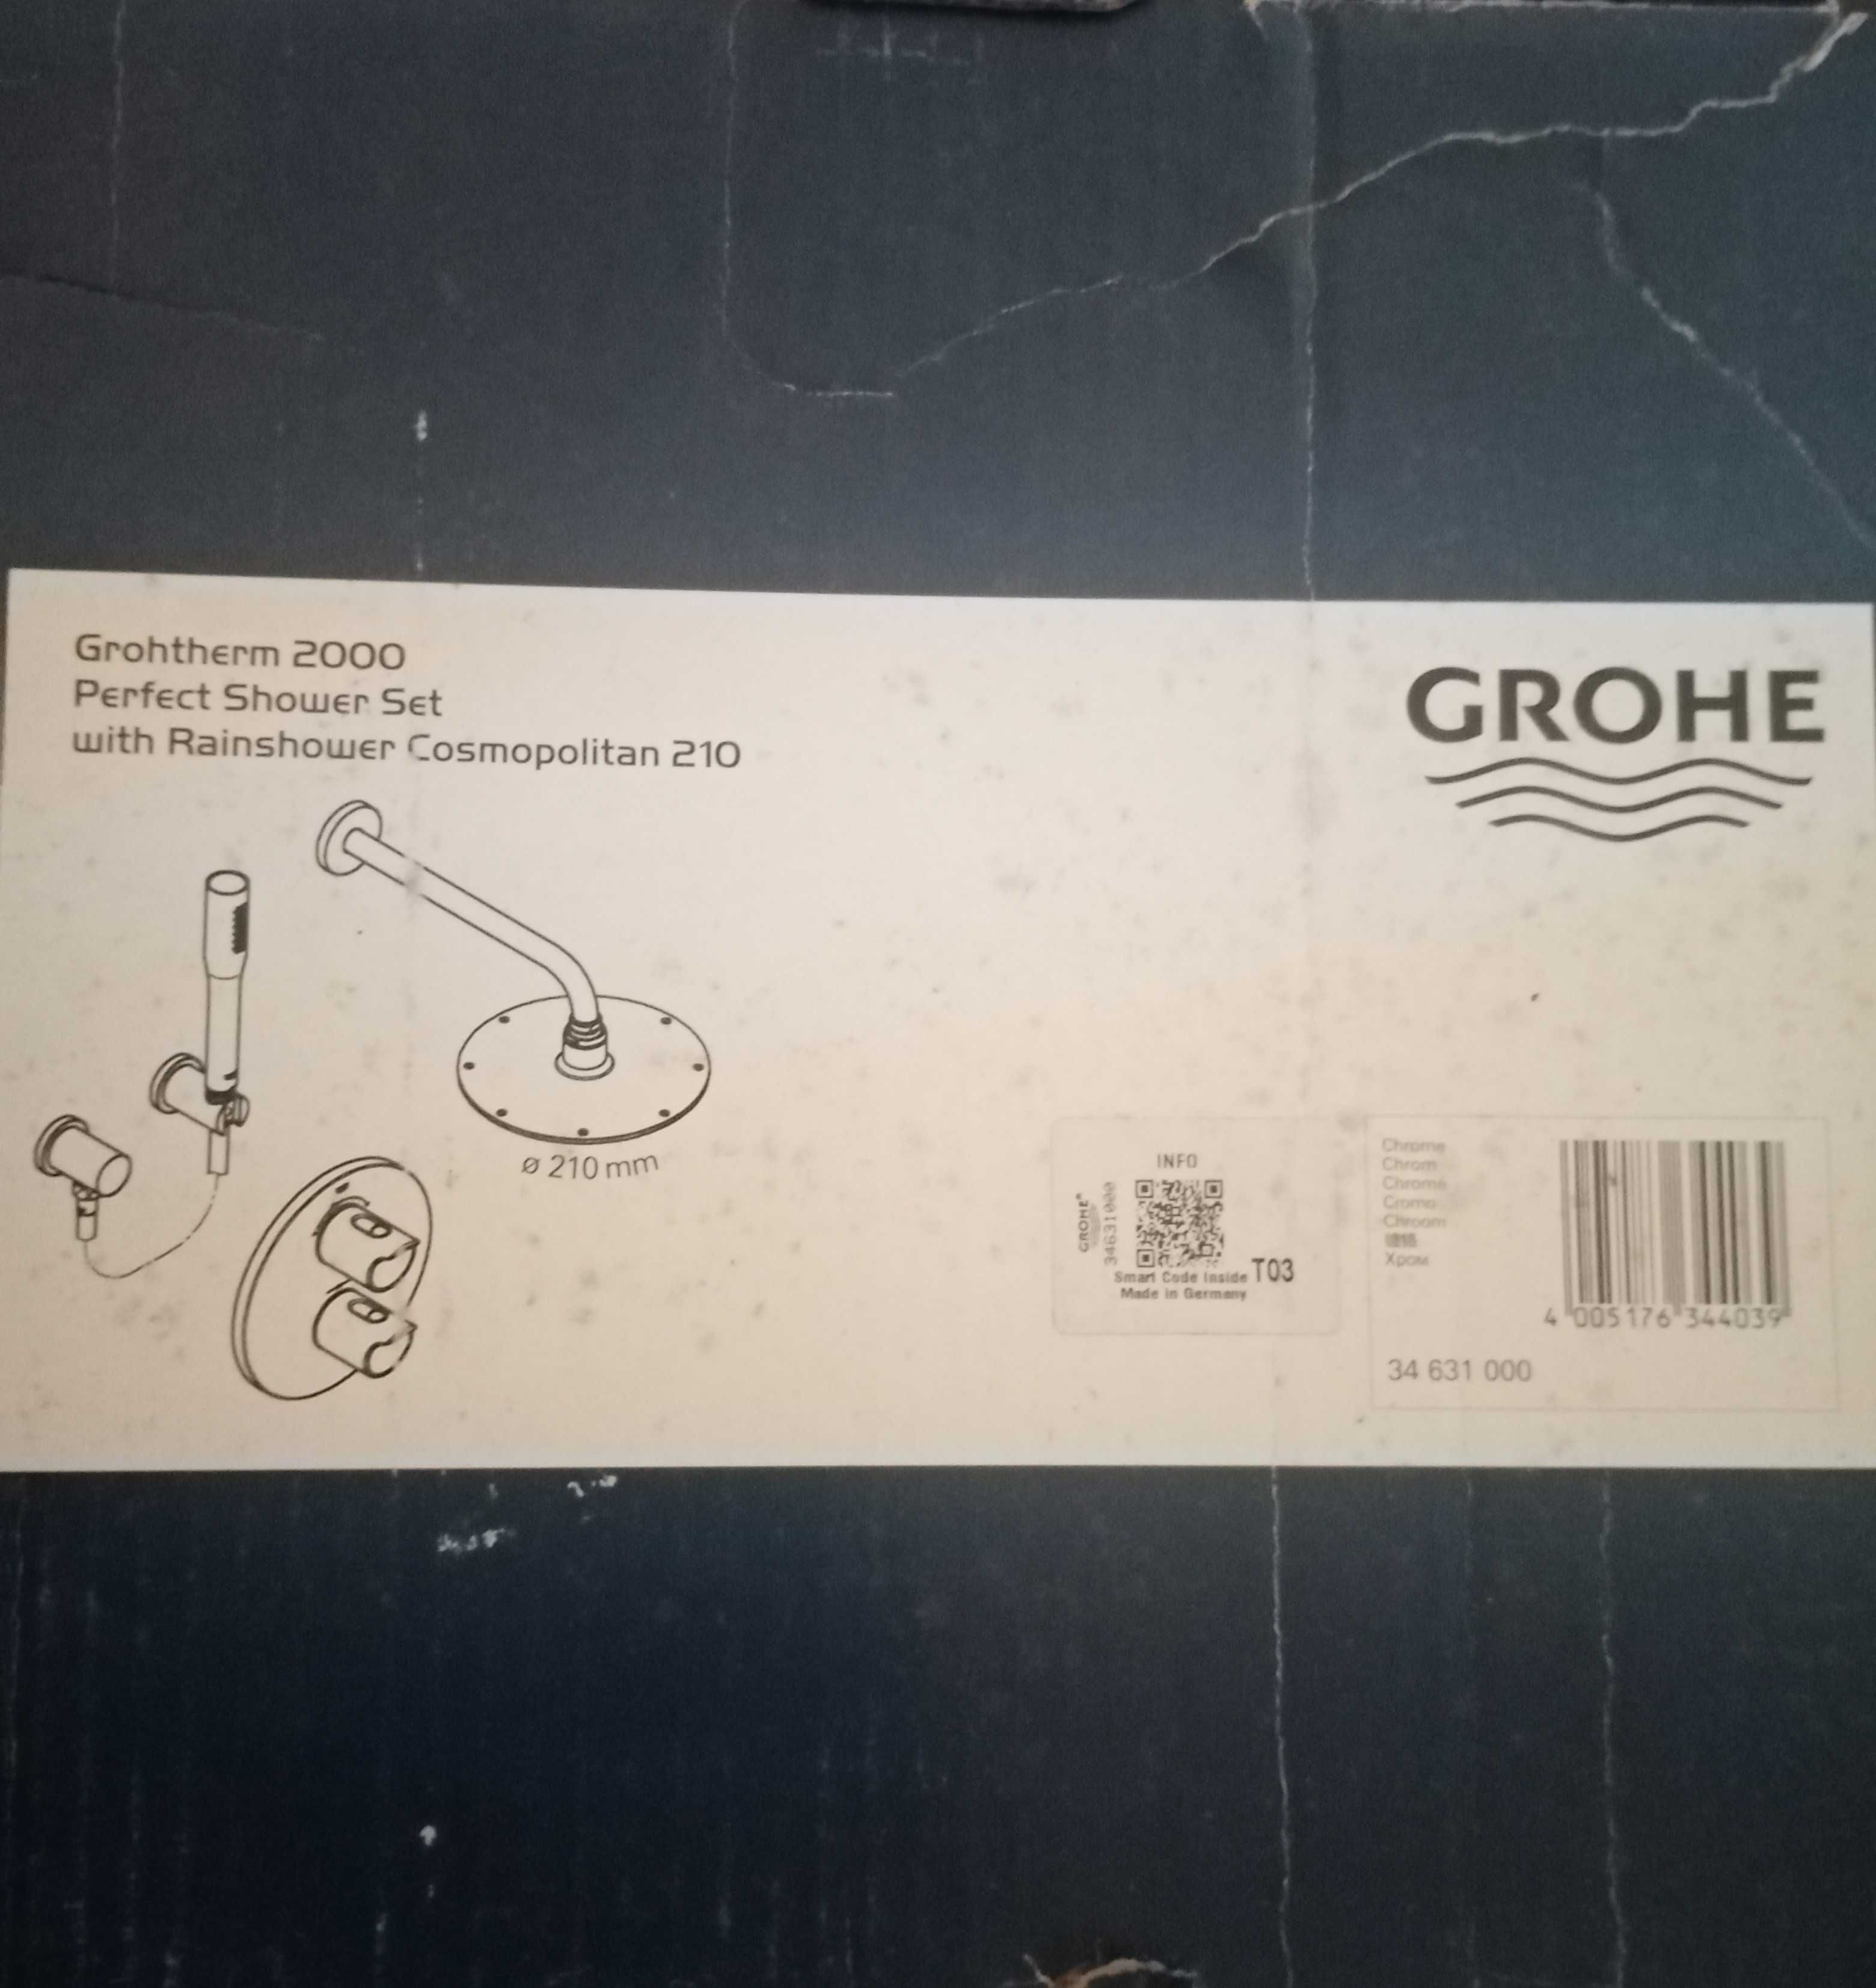 Grohtherm 2000
Perfect Shower Set
with Rainshower Cosmopolitan 210
GROHE
ø 210 mm
INFO
GROHE®
34631000
Smart Code Inside T03
Made in Germany
Chrome
Chrom
Chromé
Cromo
Chroom
Хром
4 005176 344039
34 631 000